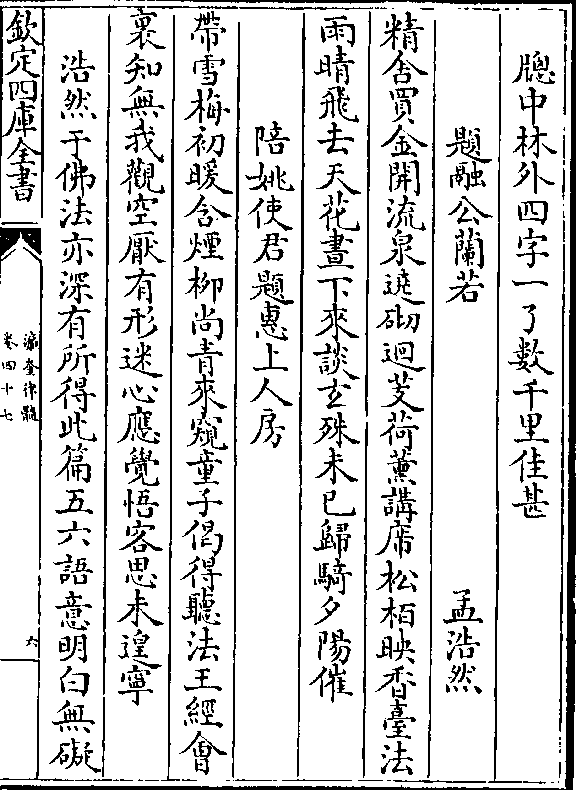 牕中林外四字一了數千里佳甚
題融公蘭若　孟浩然
精舍買金開流泉遶砌迴芰荷薰講席松栢映香臺法
雨晴飛去天花晝下來談玄殊未已歸騎夕陽催
陪姚使君題惠上人房
帶雪梅初暖含煙柳尚青來窺童子偈得聽法王經會
裏知無我觀空厭有形迷心應覺悟客思未遑寧
浩然于佛法亦深有所得此篇五六語意明白無礙
欽定四庫全書
瀛奎律髓
卷四十七
六